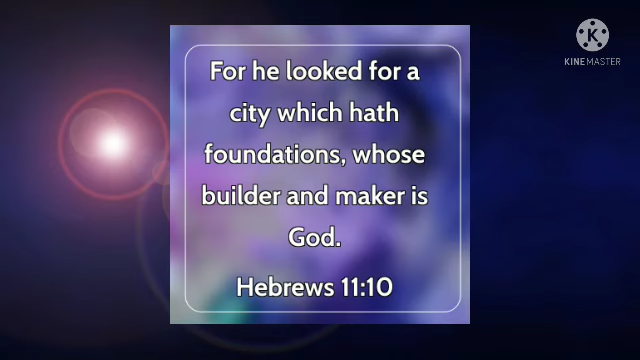 For he looked for a
city which hath
foundations, whose
builder and maker is
God.
Hebrews 11:10
K
KINEMASTER